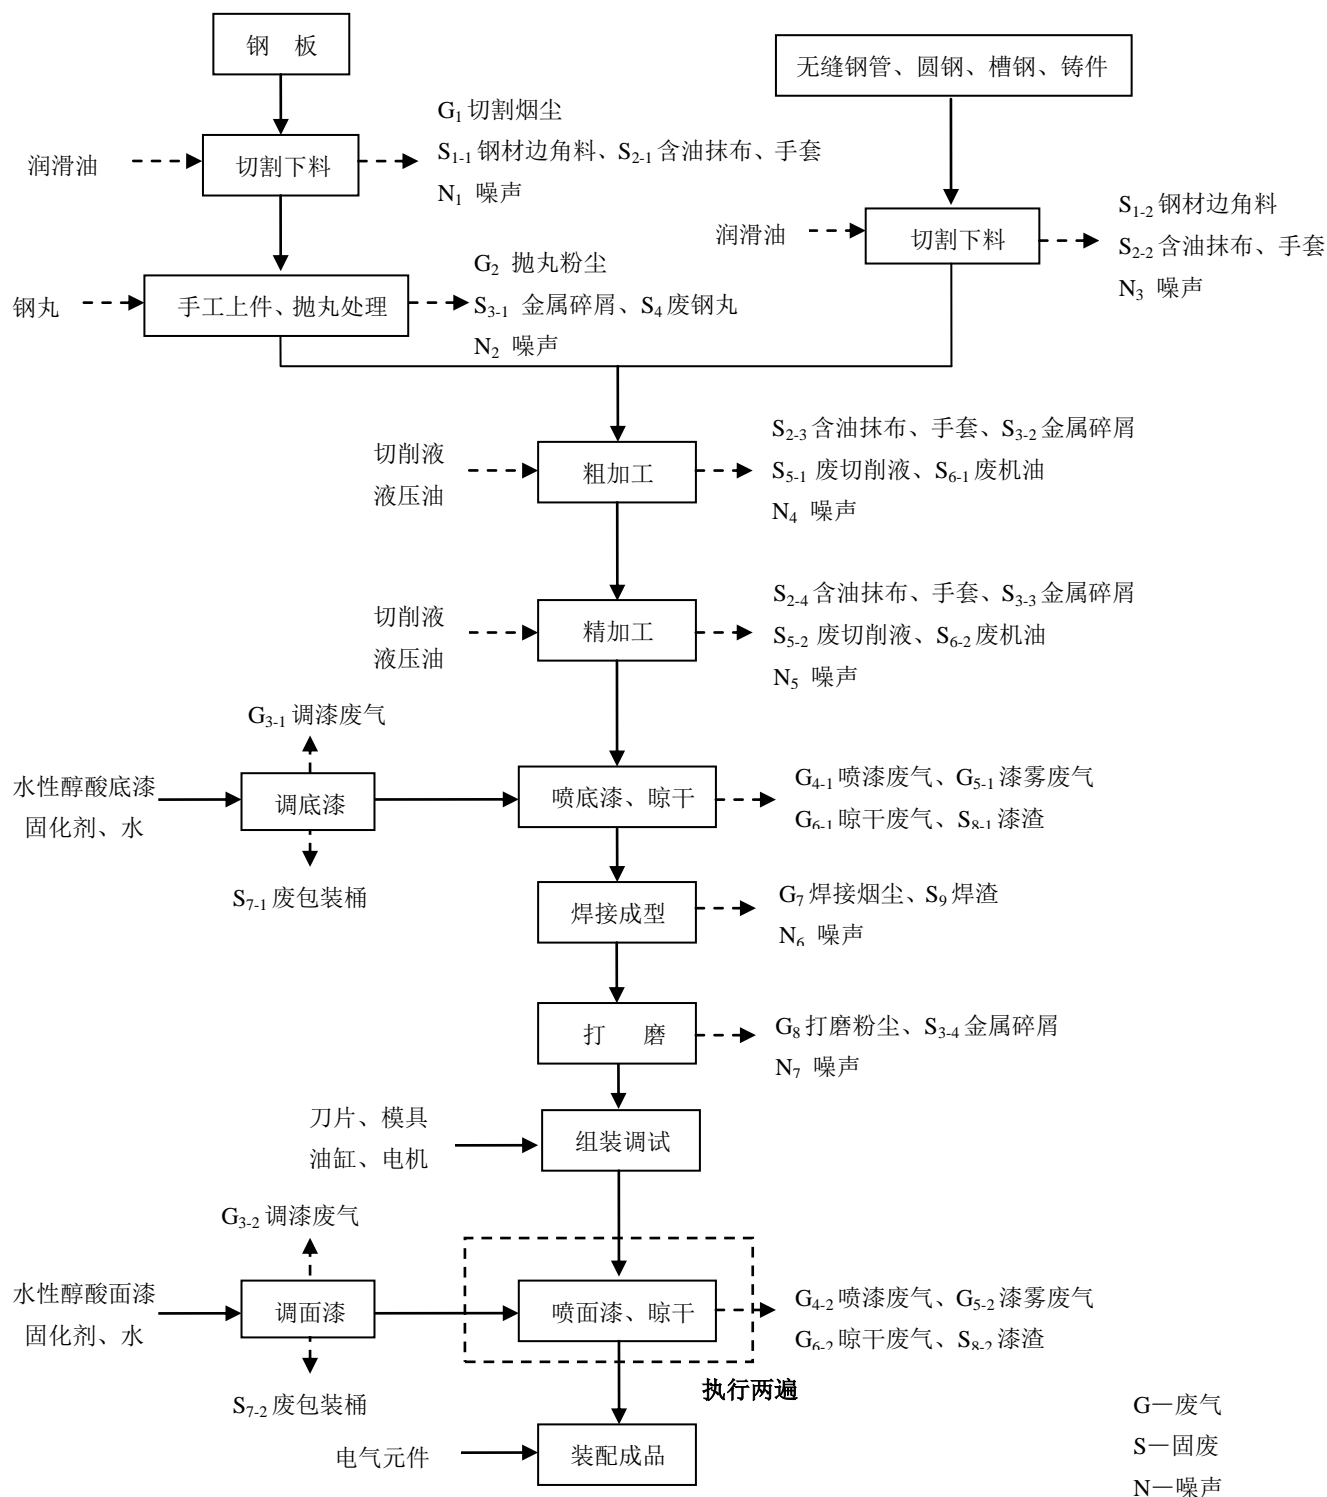 钢 板
无缝钢管、圆钢、槽钢、铸件
G1 切割烟尘
润滑油
切割下料
S1-1 钢材边角料、S2-1 含油抹布、手套
N1 噪声
润滑油
切割下料
S1-2 钢材边角料
S2-2 含油抹布、手套
N3 噪声
钢丸
手工上件、抛丸处理
G2 抛丸粉尘
S3-1 金属碎屑、S4 废钢丸
N2 噪声
切削液
液压油
粗加工
S2-3 含油抹布、手套、S3-2 金属碎屑
S5-1 废切削液、S6-1 废机油
N4 噪声
切削液
液压油
精加工
S2-4 含油抹布、手套、S3-3 金属碎屑
S5-2 废切削液、S6-2 废机油
N5 噪声
G3-1 调漆废气
水性醇酸底漆
固化剂、水
调底漆
喷底漆、晾干
G4-1 喷漆废气、G5-1 漆雾废气
G6-1 晾干废气、S8-1 漆渣
S7-1 废包装桶
焊接成型
G7 焊接烟尘、S9 焊渣
N6 噪声
打 磨
G8 打磨粉尘、S3-4 金属碎屑
N7 噪声
刀片、模具
油缸、电机
组装调试
G3-2 调漆废气
水性醇酸面漆
固化剂、水
调面漆
喷面漆、晾干
G4-2 喷漆废气、G5-2 漆雾废气
G6-2 晾干废气、S8-2 漆渣
执行两遍
S7-2 废包装桶
电气元件
装配成品
G－废气
S－固废
N－噪声